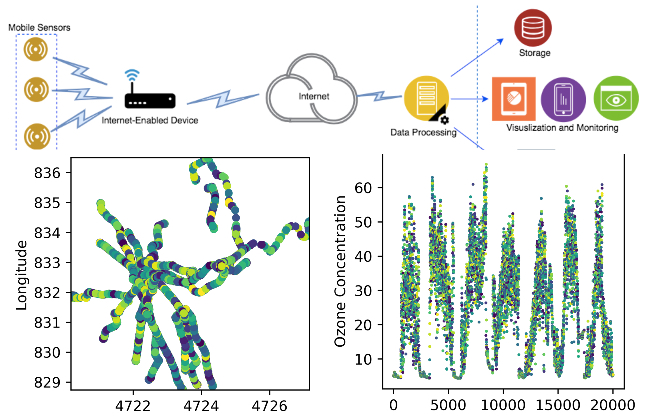 Mobile Sensors
Internet-Enabled Device
Internet
Data Processing
Storage
Visuslization and Monitoring
Longitude
836
835
834
833
832
831
830
829
4722
4724
4726
Ozone Concentration
60
50
40
30
20
10
0
5000
10000
15000
20000